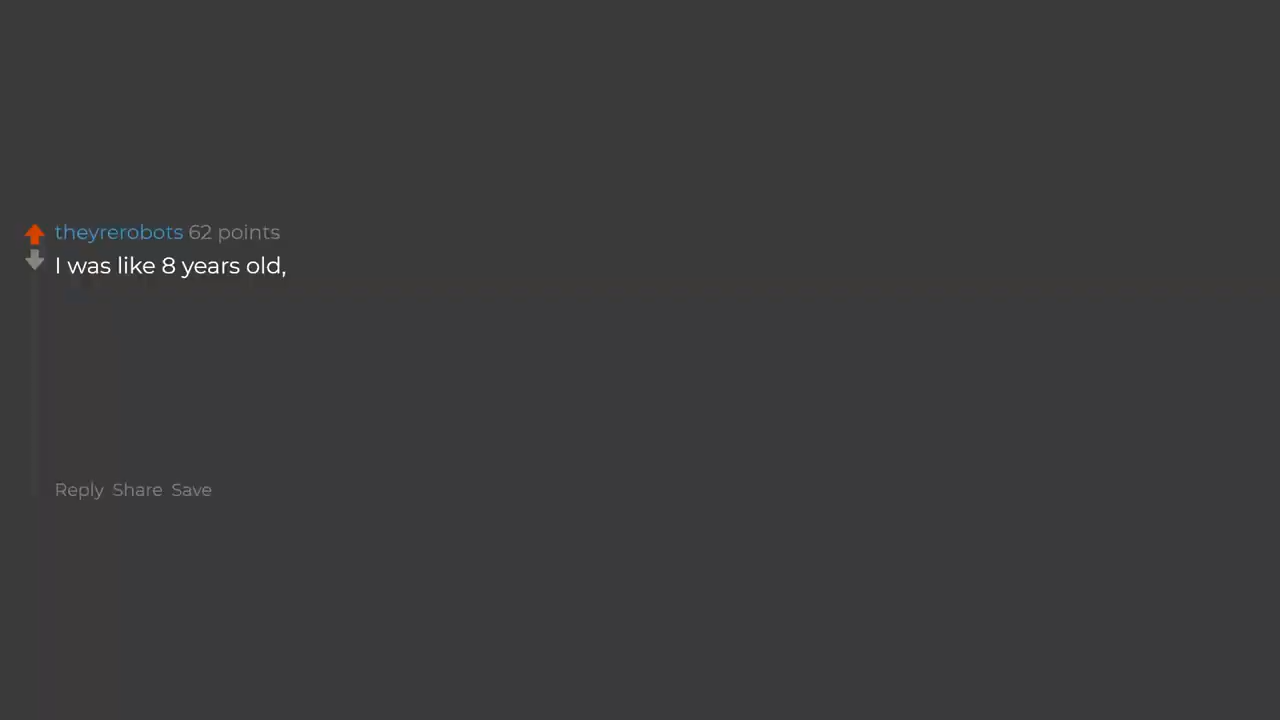 theyrerobots 62 points
I was like 8 years old,
Reply Share Save